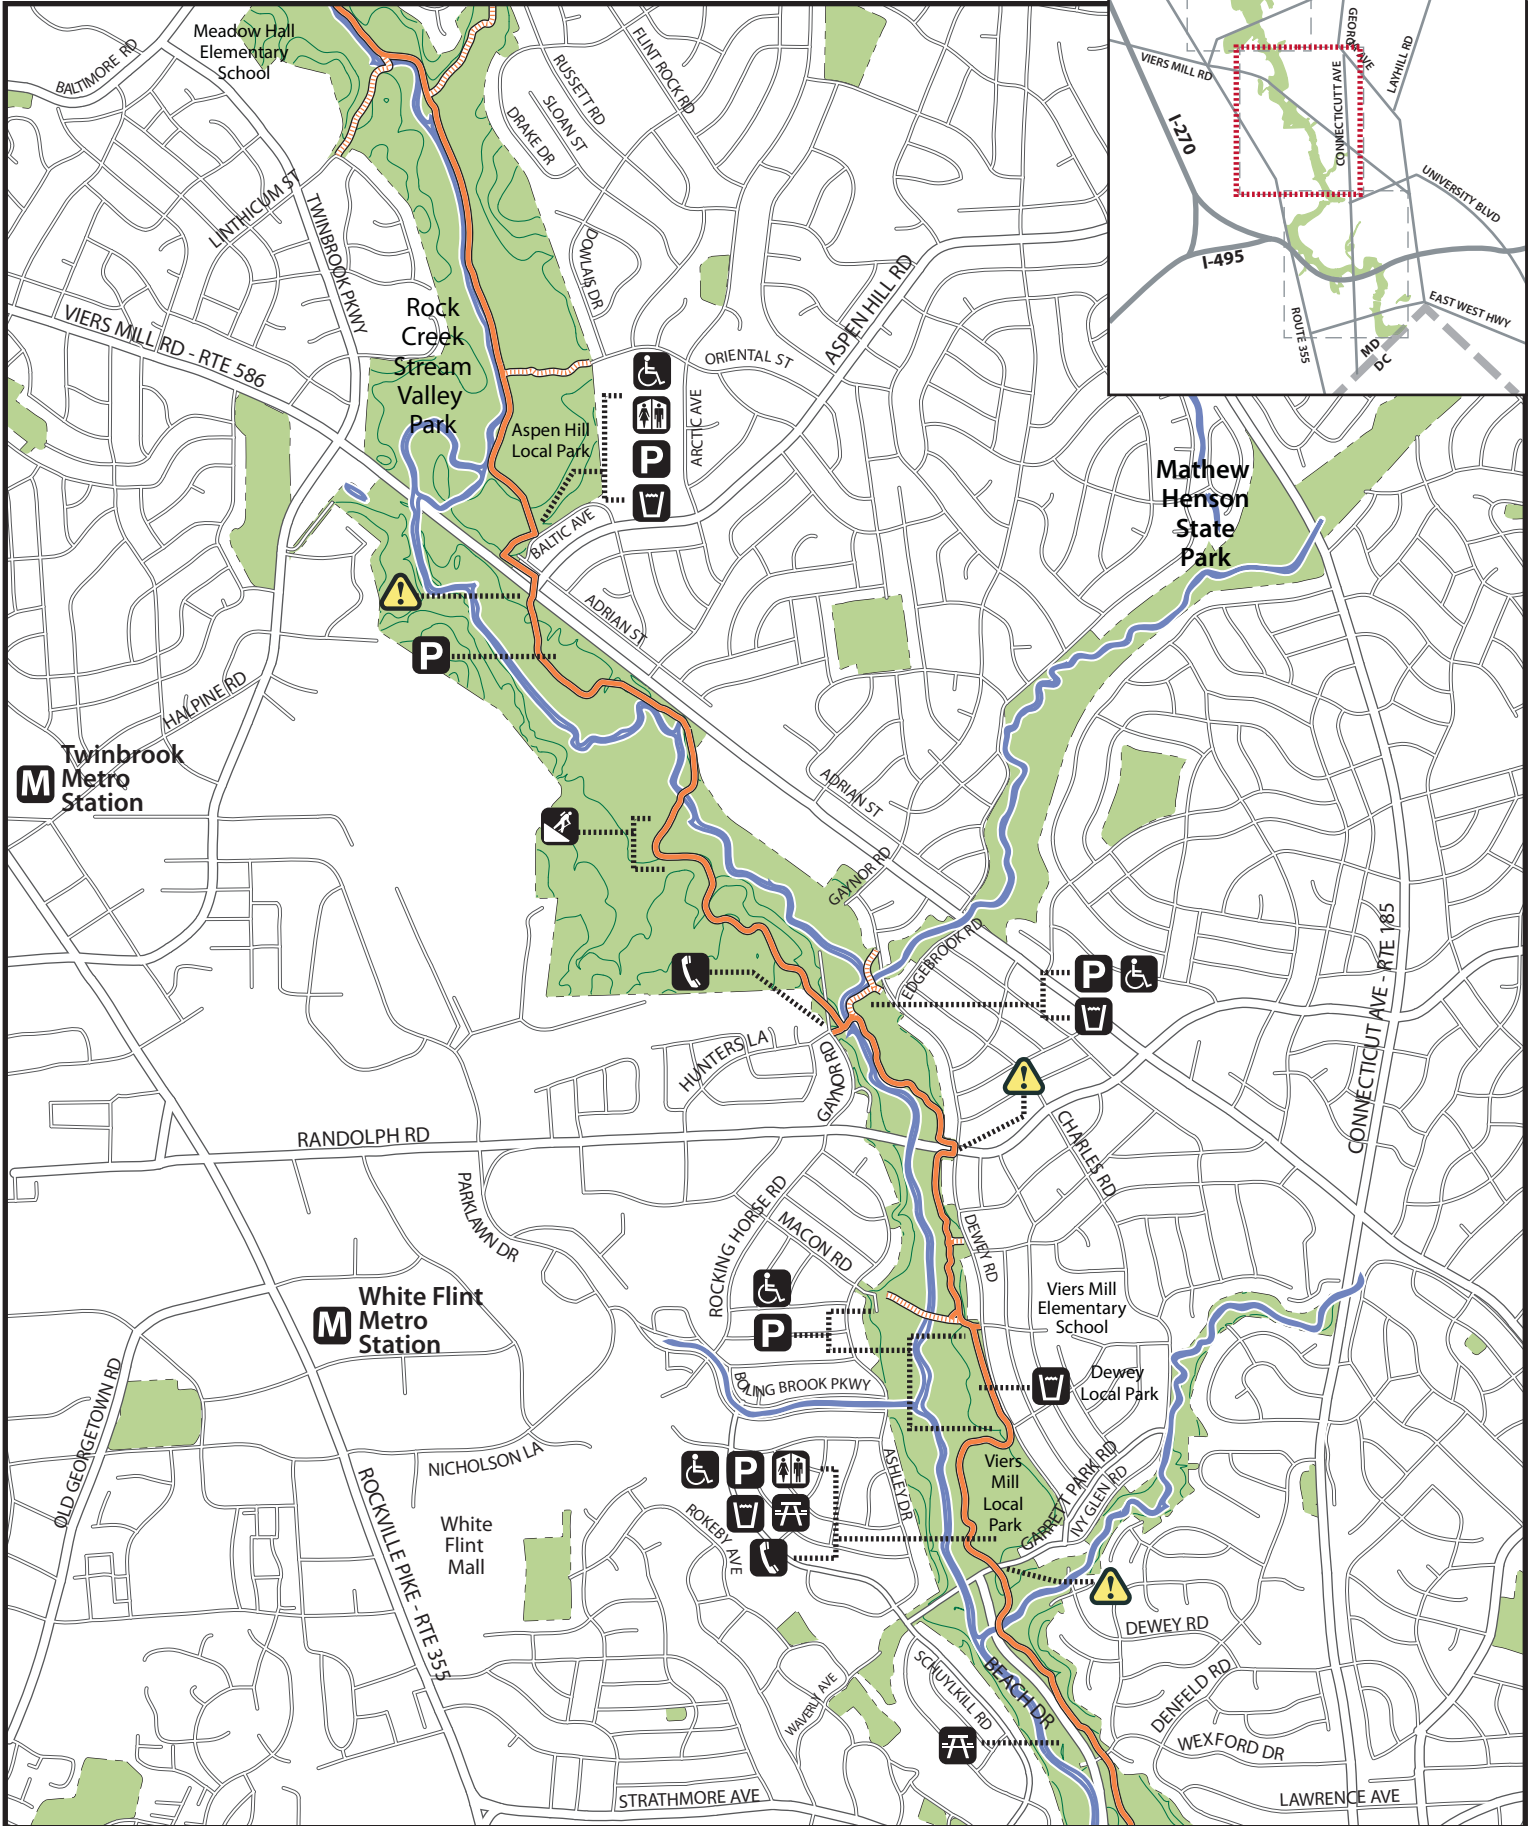 Meadow Hall
Elementary
School
BALTIMORE RD
RUSSETT RD
FLINT ROCK RD
SLOAN ST
DRAKE DR
LINTHICUM ST
TWINBROOK PKWY
OWLAIS DR
VIERS MILL RD - RTE 586
Rock
Creek
Stream
Valley
Park
ORIENTAL ST
ASPEN HILL RD
ARCTIC AVE
Aspen Hill
Local Park
P
BALTIC AVE
!
ADRIAN ST
P
HALPINE RD
M
Twinbrook
Metro
Station
VIERS MILL RD
GEORGIA AVE
LAYHILL RD
CONNECTICUTT AVE
I-270
UNIVERSITY BLVD
I-495
EAST WEST HWY
ROUTE 355
MD
DC
Mathew
Henson
State
Park
ADRIAN ST
GAYNOR RD
EDGEBROOK RD
P
CONNECTICUT AVE - RTE 185
HUNTERS LA
GAYNOR RD
!
CHARLES RD
RANDOLPH RD
PARKLAWN DR
ROCKING HORSE RD
MACON RD
DEWEY RD
P
M
White Flint
Metro
Station
Viers Mill
Elementary
School
BOLING BROOK PKWY
Dewey
Local Park
OLD GEORGETOWN RD
NICHOLSON LA
ROCKVILLE PIKE - RTE 355
P
ASHLEY DR
ROKEBY AVE
Viers
Mill
Local
Park
GARRETT PARK RD
IVY GLEN RD
White
Flint
Mall
!
DEWEY RD
SCHUYLKILL RD
BEACH DR
WAVERLY AVE
DENFELD RD
WEXFORD DR
STRATHMORE AVE
LAWRENCE AVE